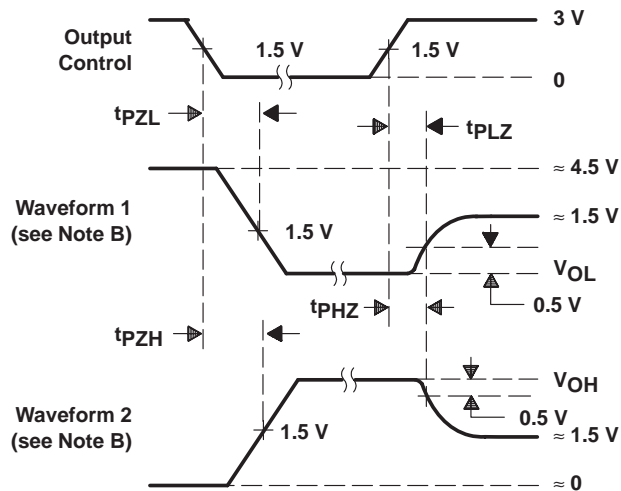 3 V
Output
Control
1.5 V
1.5 V
0
tPZL
tPLZ
≈ 4.5 V
Waveform 1
(see Note B)
1.5 V
≈ 1.5 V
VOL
0.5 V
tPHZ
tPZH
VOH
0.5 V
Waveform 2
(see Note B)
1.5 V
≈ 1.5 V
≈ 0